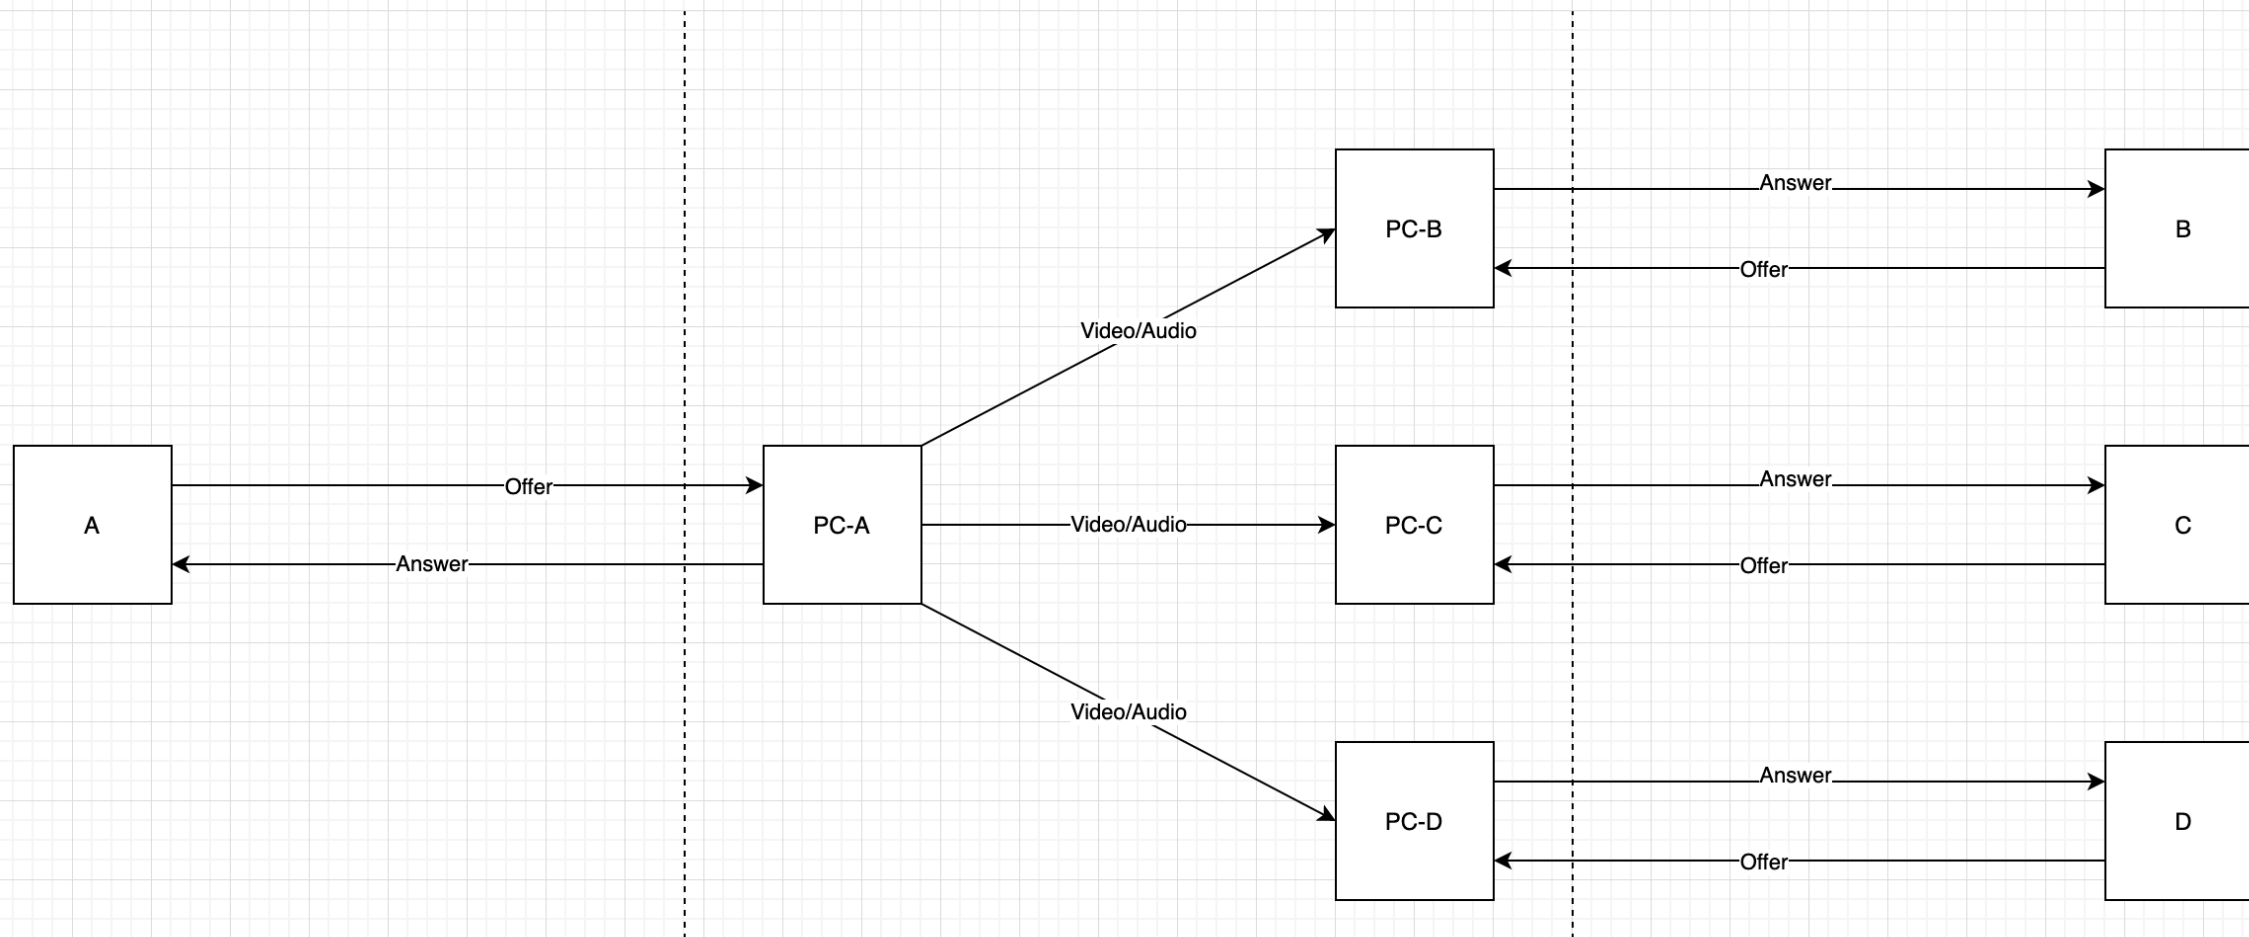 Answer
PC-B
B
Offer
Video/Audio
Offer
Answer
A
PC-A
Video/Audio
PC-C
C
Answer
Offer
Video/Audio
Answer
PC-D
D
Offer